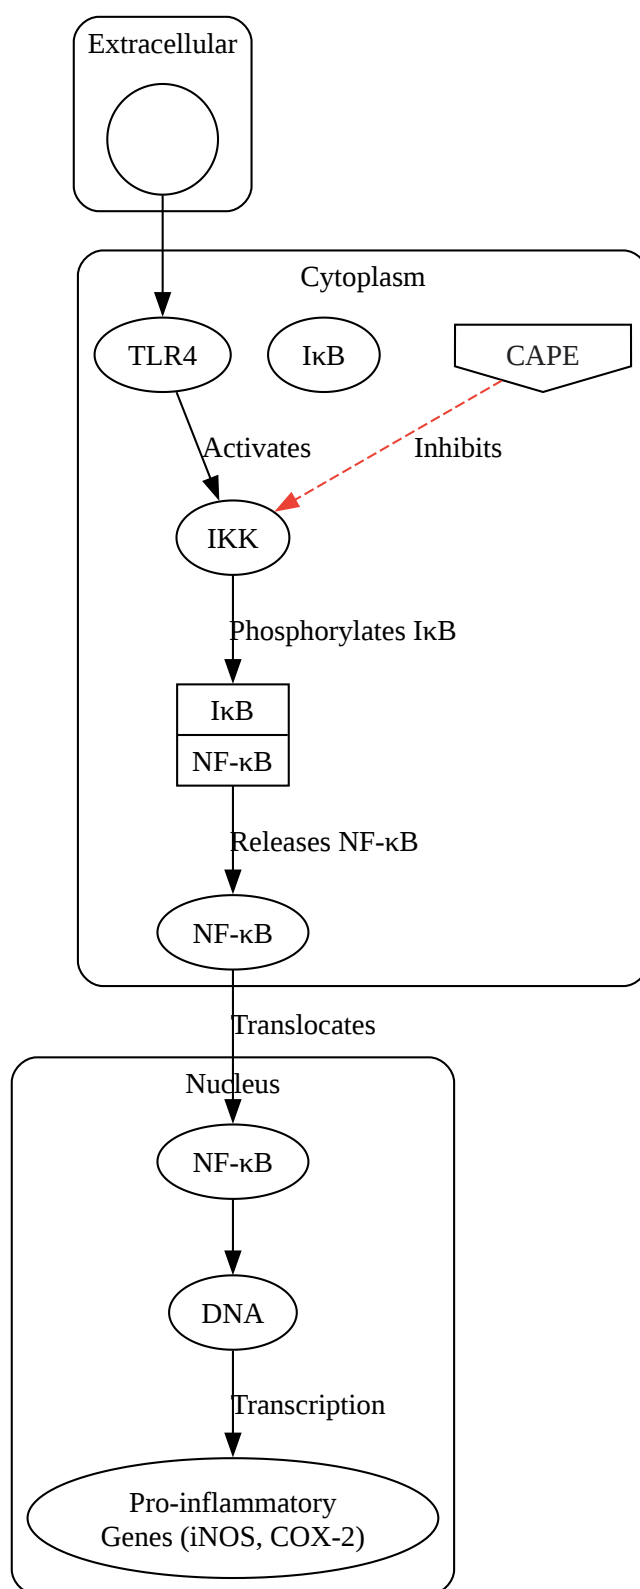 Extracellular
Cytoplasm
TLR4
IκB
CAPE
Activates
Inhibits
IKK
Phosphorylates IκB
IκB
NF-κB
Releases NF-κB
NF-κB
Translocates
Nucleus
NF-κB
DNA
Transcription
Pro-inflammatory
Genes (iNOS, COX-2)